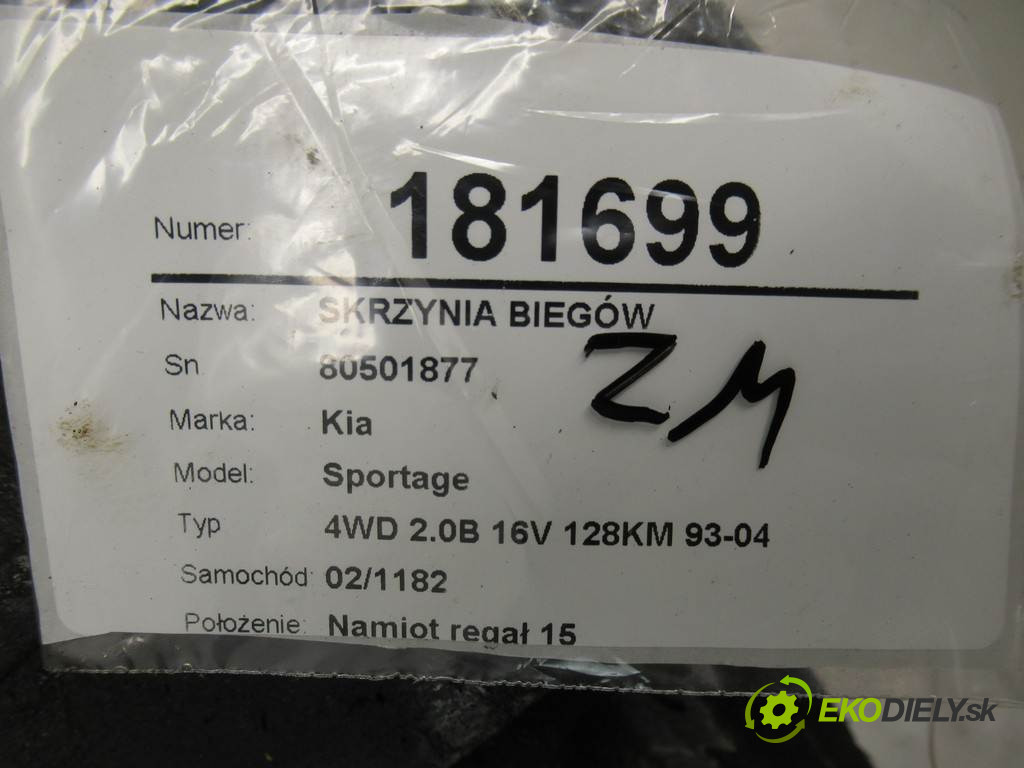 Numer: 181699
Nazwa: SKRZYNIA BIEGÓW
Sn 80501877
ZM
Marka: Kia
Model: Sportage
Typ 4WD 2.0B 16V 128KM 93-04
Samochód 02/1182
Położenie: Namiot regał 15
EKODIELY.sk